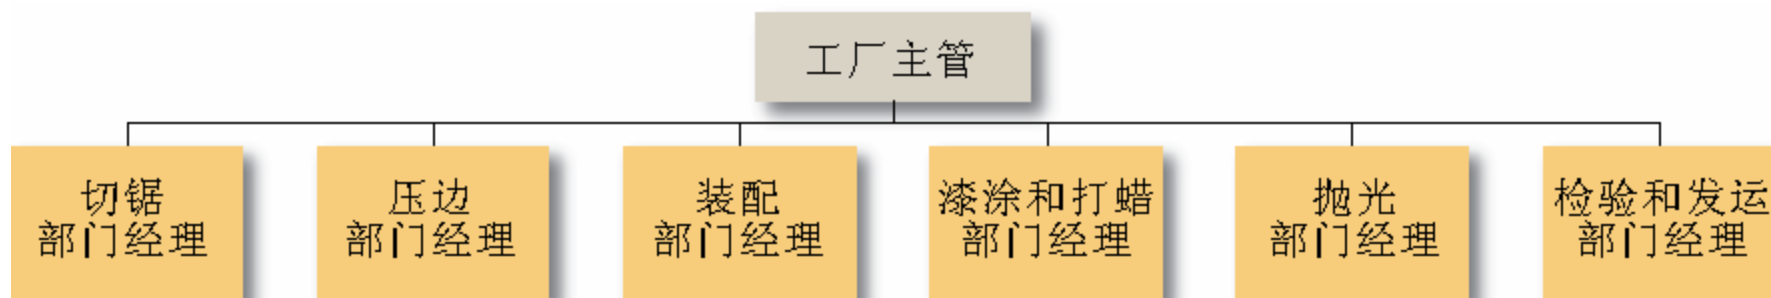 工厂主管
切锯
部门经理
压边
部门经理
装配
部门经理
漆涂和打蜡
部门经理
抛光
部门经理
检验和发运
部门经理